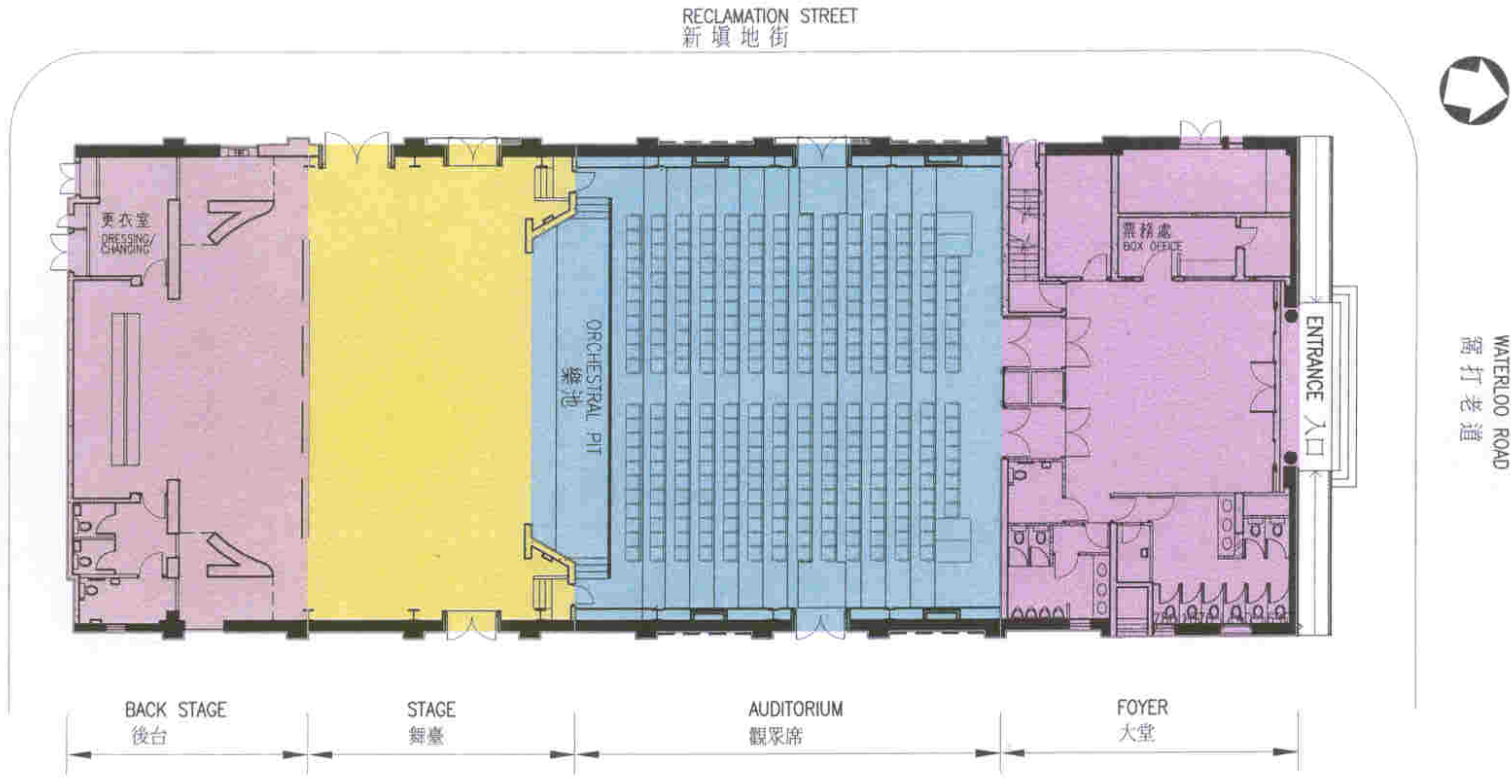 RECLAMATION STREET
新填地街
更衣室
DRESSING/
CHANGING
ORCHESTRAL PIT
樂池
票務處
BOX OFFICE
ENTRANCE 入口
WATERLOO ROAD
窩打老道
BACK STAGE
後台
STAGE
舞臺
AUDITORIUM
觀眾席
FOYER
大堂